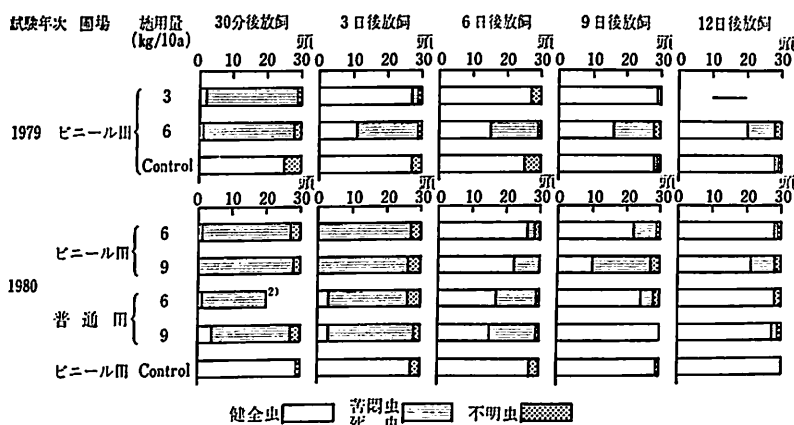 試験年次 圃場 施用量 30分後放飼 3日後放飼 6日後放飼 9日後放飼 12日後放飼
(kg/10a) 頭 頭 頭 頭 頭
0 10 20 30 0 10 20 30 0 10 20 30 0 10 20 30 0 10 20 30
3
1979 ビニール田 6
Control
頭 頭 頭 頭 頭
0 10 20 30 0 10 20 30 0 10 20 30 0 10 20 30 0 10 20 30
6
ビニール田
9
1980
6 2)
普通田
9
ビニール田 Control
健全虫 苦悶虫 死虫 不明虫